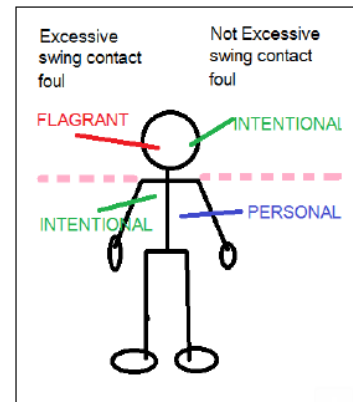 Excessive
swing contact
foul
Not Excessive
swing contact
foul
FLAGRANT
INTENTIONAL
INTENTIONAL
PERSONAL